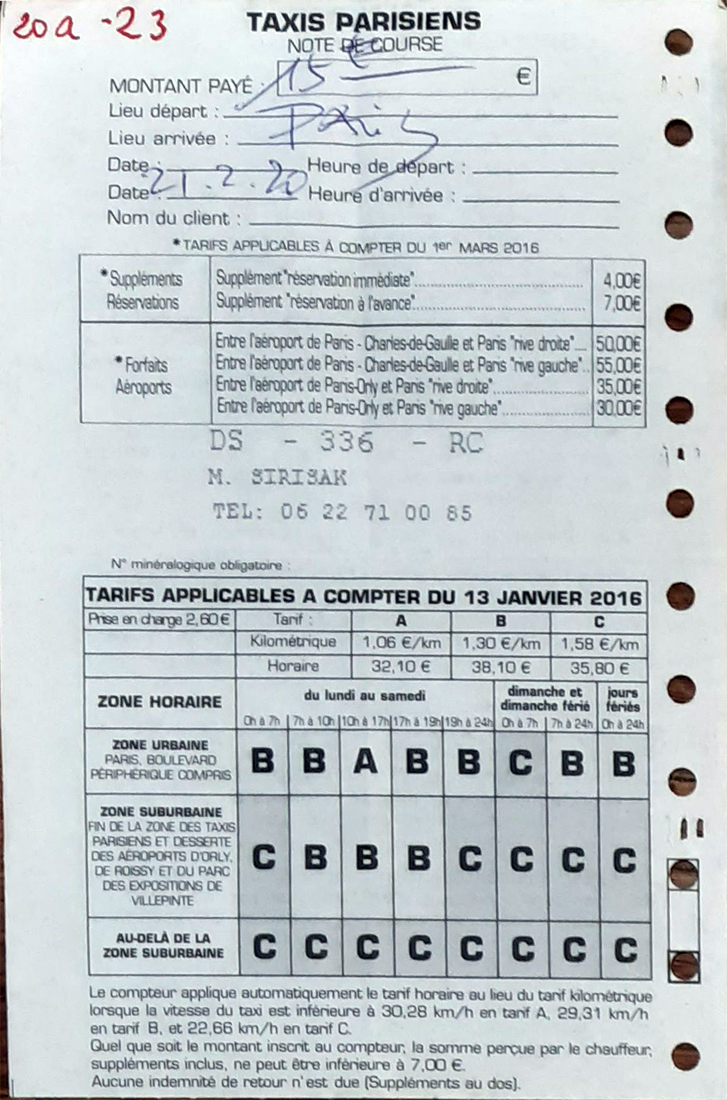 20a - 23
TAXIS PARISIENS
NOTE DE COURSE
MONTANT PAYÉ : 15 € €
Lieu départ :
Lieu arrivée : Paris
Date : Heure de départ :
Date : 21.2.20 Heure d'arrivée :
Nom du client :
*TARIFS APPLICABLES À COMPTER DU 1er MARS 2016
*Suppléments Réservations
Supplément "réservation immédiate" 4,00€
Supplément "réservation à l'avance" 7,00€
*Forfaits Aéroports
Entre l'aéroport de Paris - Charles-de-Gaulle et Paris "rive droite" 50,00€
Entre l'aéroport de Paris - Charles-de-Gaulle et Paris "rive gauche" 55,00€
Entre l'aéroport de Paris-Orly et Paris "rive droite" 35,00€
Entre l'aéroport de Paris-Orly et Paris "rive gauche" 30,00€
DS - 336 - RC
M. SIRISAK
TEL: 06 22 71 00 85
N° minéralogique obligatoire :
TARIFS APPLICABLES A COMPTER DU 13 JANVIER 2016
Prise en charge 2,60€ Tarif : A B C
Kilométrique 1,06 €/km 1,30 €/km 1,58 €/km
Horaire 32,10 € 38,10 € 35,80 €
ZONE HORAIRE
du lundi au samedi
dimanche et
dimanche férié
jours
fériés
0h à 7h 7h à 10h 10h à 17h 17h à 19h 19h à 24h 0h à 7h 7h à 24h 0h à 24h
ZONE URBAINE
PARIS, BOULEVARD
PÉRIPHÉRIQUE COMPRIS
B B A B B C B B
ZONE SUBURBAINE
FIN DE LA ZONE DES TAXIS
PARISIENS ET DESSERTE
DES AÉROPORTS D'ORLY,
DE ROISSY ET DU PARC
DES EXPOSITIONS DE
VILLEPINTE
C B B B C C C C
AU-DELÀ DE LA
ZONE SUBURBAINE
C C C C C C C C
Le compteur applique automatiquement le tarif horaire au lieu du tarif kilométrique
lorsque la vitesse du taxi est inférieure à 30,28 km/h en tarif A, 29,31 km/h
en tarif B, et 22,66 km/h en tarif C.
Quel que soit le montant inscrit au compteur, la somme perçue par le chauffeur,
suppléments inclus, ne peut être inférieure à 7,00 €.
Aucune indemnité de retour n'est due (Suppléments au dos).